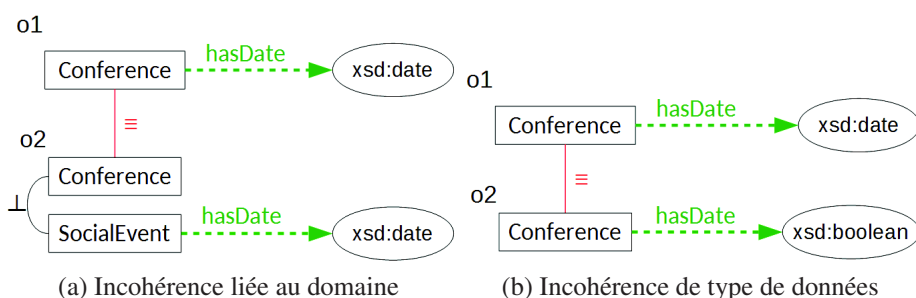 o1
Conference
hasDate
xsd:date
≡
o2
Conference
⊥
SocialEvent
hasDate
xsd:date
(a) Incohérence liée au domaine
o1
Conference
hasDate
xsd:date
≡
o2
Conference
hasDate
xsd:boolean
(b) Incohérence de type de données